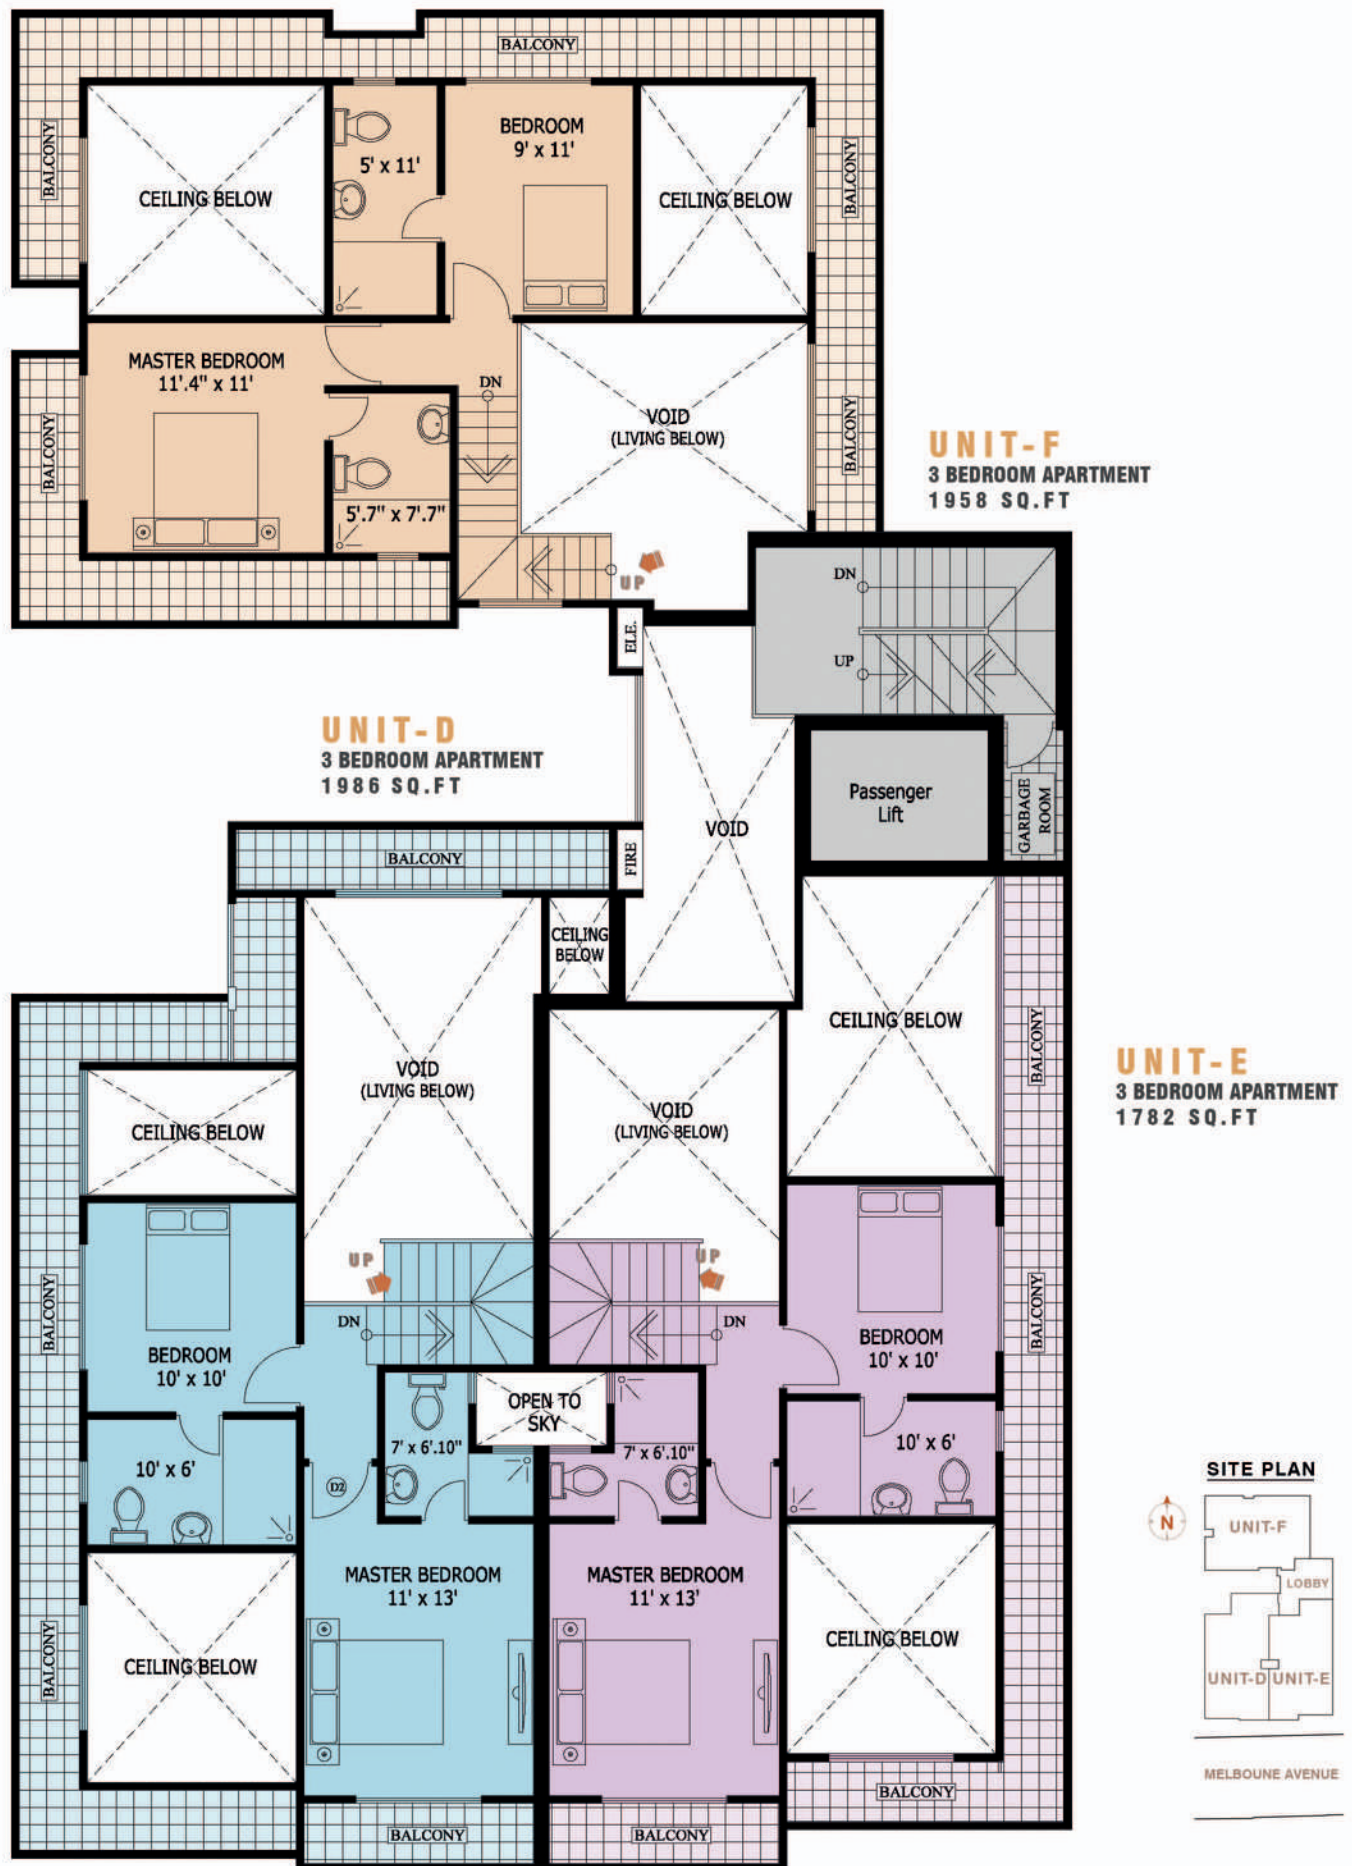 BALCONY
BALCONY
CEILING BELOW
5' x 11'
BEDROOM
9' x 11'
CEILING BELOW
BALCONY
MASTER BEDROOM
11'.4" x 11'
BALCONY
DN
5'.7" x 7'.7"
VOID
(LIVING BELOW)
BALCONY
UP
UNIT-F
3 BEDROOM APARTMENT
1958 SQ.FT
DN
UP
ELE.
UNIT-D
3 BEDROOM APARTMENT
1986 SQ.FT
VOID
Passenger
Lift
GARBAGE
ROOM
BALCONY
FIRE
CEILING
BELOW
VOID
(LIVING BELOW)
CEILING BELOW
VOID
(LIVING BELOW)
CEILING BELOW
BALCONY
UNIT-E
3 BEDROOM APARTMENT
1782 SQ.FT
UP
UP
DN
DN
BALCONY
BEDROOM
10' x 10'
BEDROOM
10' x 10'
BALCONY
OPEN TO
SKY
7' x 6'.10"
7' x 6'.10"
10' x 6'
10' x 6'
D2
MASTER BEDROOM
11' x 13'
MASTER BEDROOM
11' x 13'
BALCONY
CEILING BELOW
CEILING BELOW
BALCONY
BALCONY
BALCONY
SITE PLAN
N
UNIT-F
LOBBY
UNIT-D
UNIT-E
MELBOUNE AVENUE